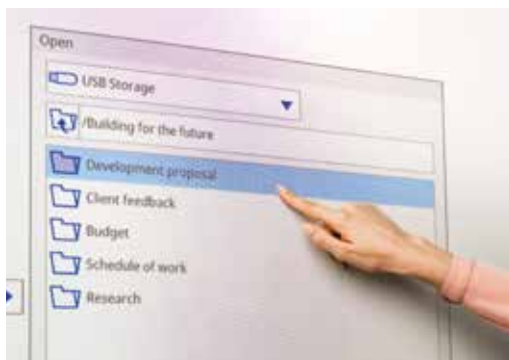 Open
USB Storage
/Building for the future
Development proposal
Client feedback
Budget
Schedule of work
Research